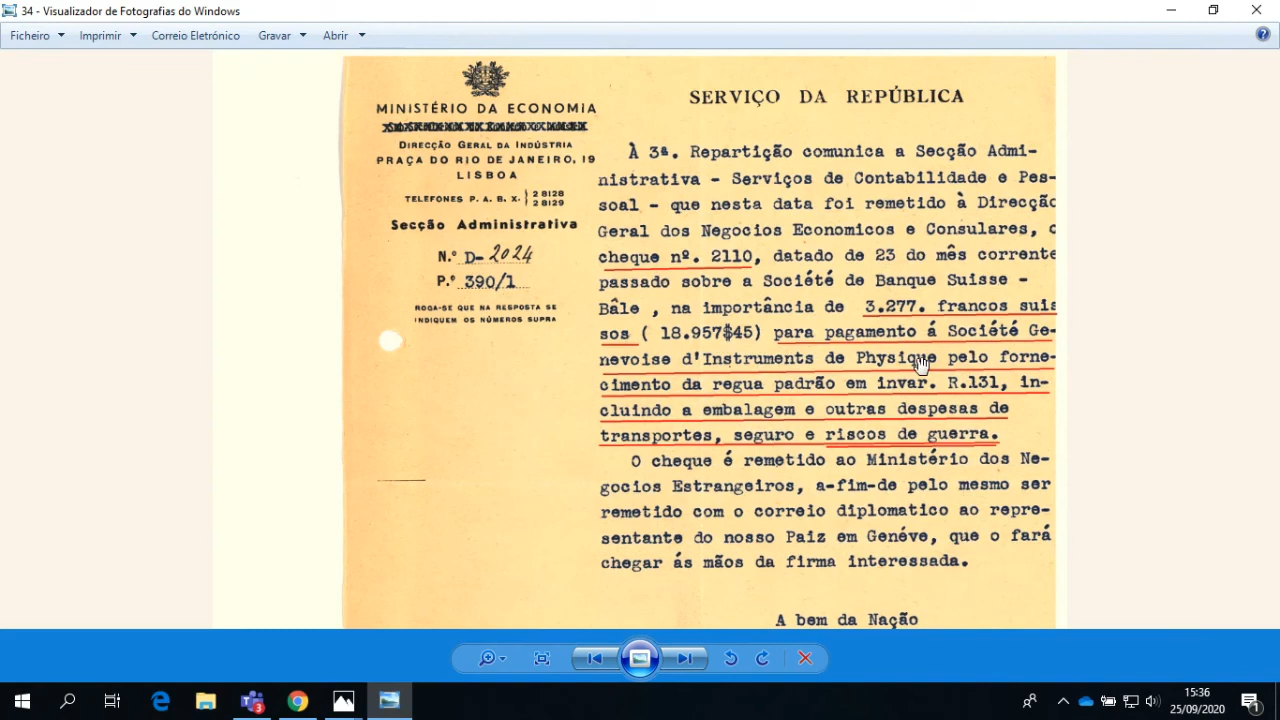 34 - Visualizador de Fotografias do Windows
Ficheiro Imprimir Correio Eletrónico Gravar Abrir
MINISTÉRIO DA ECONOMIA
DIRECÇÃO GERAL DA INDÚSTRIA
PRAÇA DO RIO DE JANEIRO, 19
LISBOA
TELEFONES P. A. B. X. 2 8128
2 8129
Secção Administrativa
N.º D-2024
P.º 390/1
ROGA-SE QUE NA RESPOSTA SE
INDIQUEM OS NÚMEROS SUPRA
SERVIÇO DA REPÚBLICA
À 3ª. Repartição comunica a Secção Admi-
nistrativa - Serviços de Contabilidade e Pes-
soal - que nesta data foi remetido à Direcção
Geral dos Negocios Economicos e Consulares, o
cheque nº. 2110, datado de 23 do mês corrente
passado sobre a Société de Banque Suisse -
Bâle , na importância de 3.277. francos suis
sos ( 18.957$45) para pagamento á Société Ge-
nevoise d'Instruments de Physique pelo forne-
cimento da regua padrão em invar. R.131, in-
cluindo a embalagem e outras despesas de
transportes, seguro e riscos de guerra.
O cheque é remetido ao Ministério dos Ne-
gocios Estrangeiros, a-fim-de pelo mesmo ser
remetido com o correio diplomatico ao repre-
sentante do nosso Paiz em Genéve, que o fará
chegar ás mãos da firma interessada.
A bem da Nação
15:36
25/09/2020